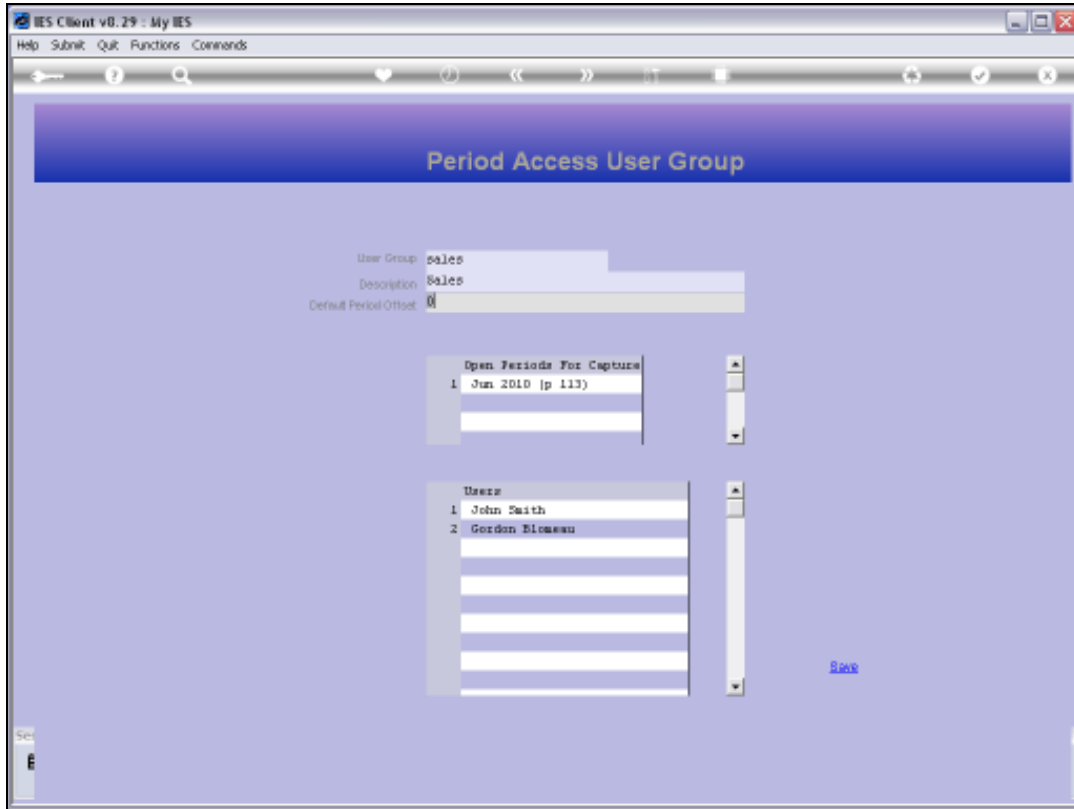 IES Client v8.29 : My IES
Help Submit Quit Functions Commands
Period Access User Group
User Group sales
Description Sales
Default Period Offset 0
Open Periods For Capture
1 Jun 2010 (p 113)
Users
1 John Smith
2 Gordon Blomeau
Save